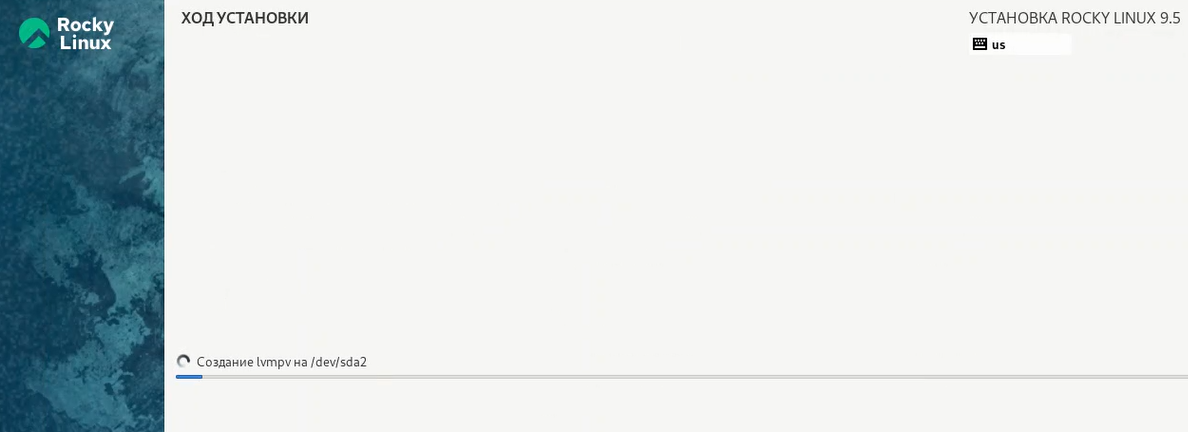 Rocky
Linux
ХОД УСТАНОВКИ
УСТАНОВКА ROCKY LINUX 9.5
us
Создание lvmpv на /dev/sda2